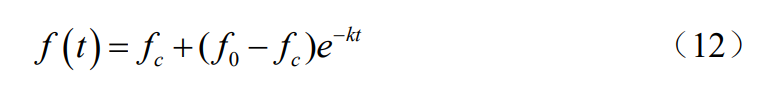 f(t) = f_c + (f_0 − f_c)e^{−kt} （12）